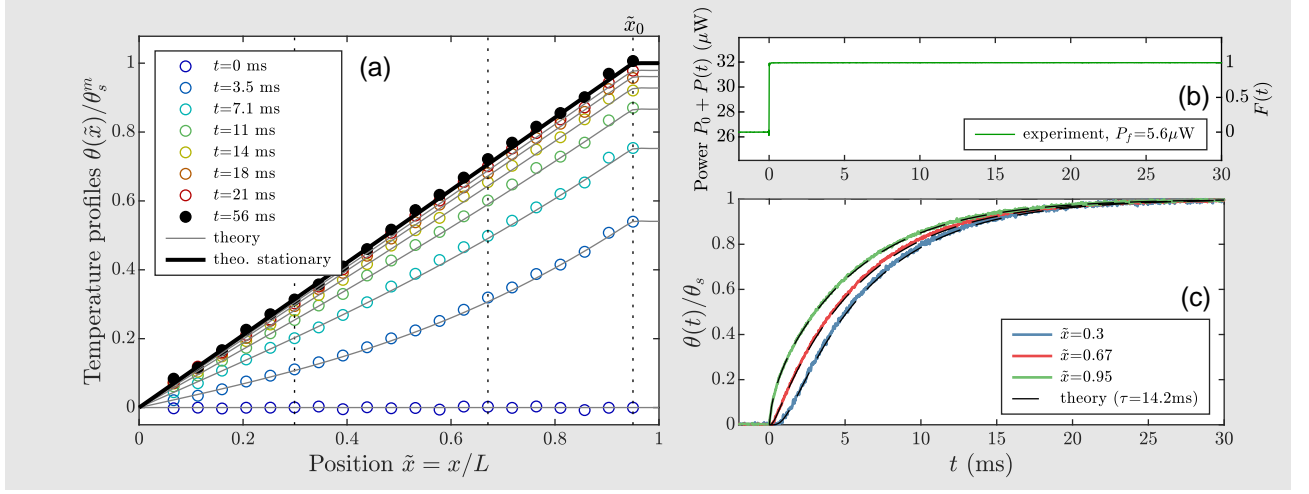 x̃₀
(a)
Temperature profiles θ(x̃)/θₛᵐ
1
0.8
0.6
0.4
0.2
0
t=0 ms
t=3.5 ms
t=7.1 ms
t=11 ms
t=14 ms
t=18 ms
t=21 ms
t=56 ms
theory
theo. stationary
0 0.2 0.4 0.6 0.8 1
Position x̃ = x/L
Power P₀ + P(t) (μW)
32
30
28
26
(b)
1
0.5
0
F(t)
experiment, P_f=5.6μW
0 5 10 15 20 25 30
θ(t)/θₛ
1
0.8
0.6
0.4
0.2
0
(c)
x̃=0.3
x̃=0.67
x̃=0.95
theory (τ=14.2ms)
0 5 10 15 20 25 30
t (ms)